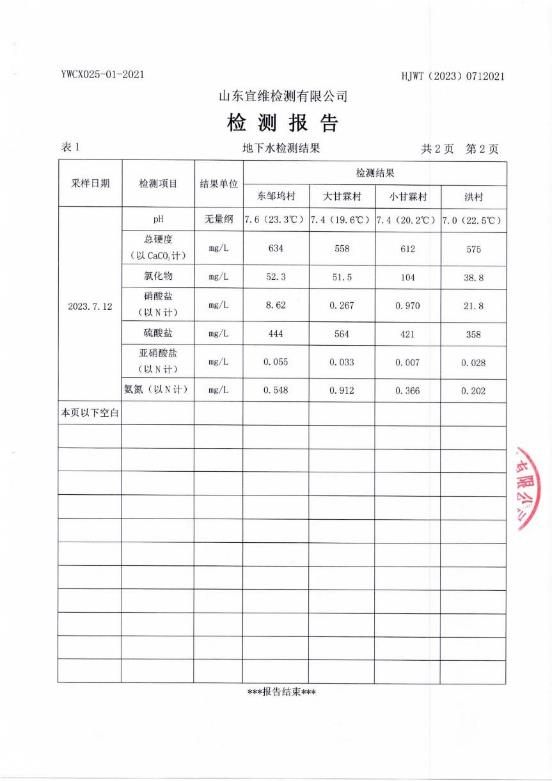 YWCX025-01-2021
HJWT（2023）0712021
山东宜维检测有限公司
检 测 报 告
表 1 地下水检测结果 共 2 页 第 2 页
采样日期 检测项目 结果单位 检测结果
东邹坞村 大甘霖村 小甘霖村 洪村
2023.7.12
pH 无量纲 7.6（23.3℃） 7.4（19.6℃） 7.4（20.2℃） 7.0（22.5℃）
总硬度
（以 CaCO₃计） mg/L 634 558 612 575
氯化物 mg/L 52.3 51.5 104 38.8
硝酸盐
（以 N 计） mg/L 8.62 0.267 0.970 21.8
硫酸盐 mg/L 444 564 421 358
亚硝酸盐
（以 N 计） mg/L 0.055 0.033 0.007 0.028
氨氮（以 N 计） mg/L 0.548 0.912 0.366 0.202
本页以下空白
有限公司
***报告结束***